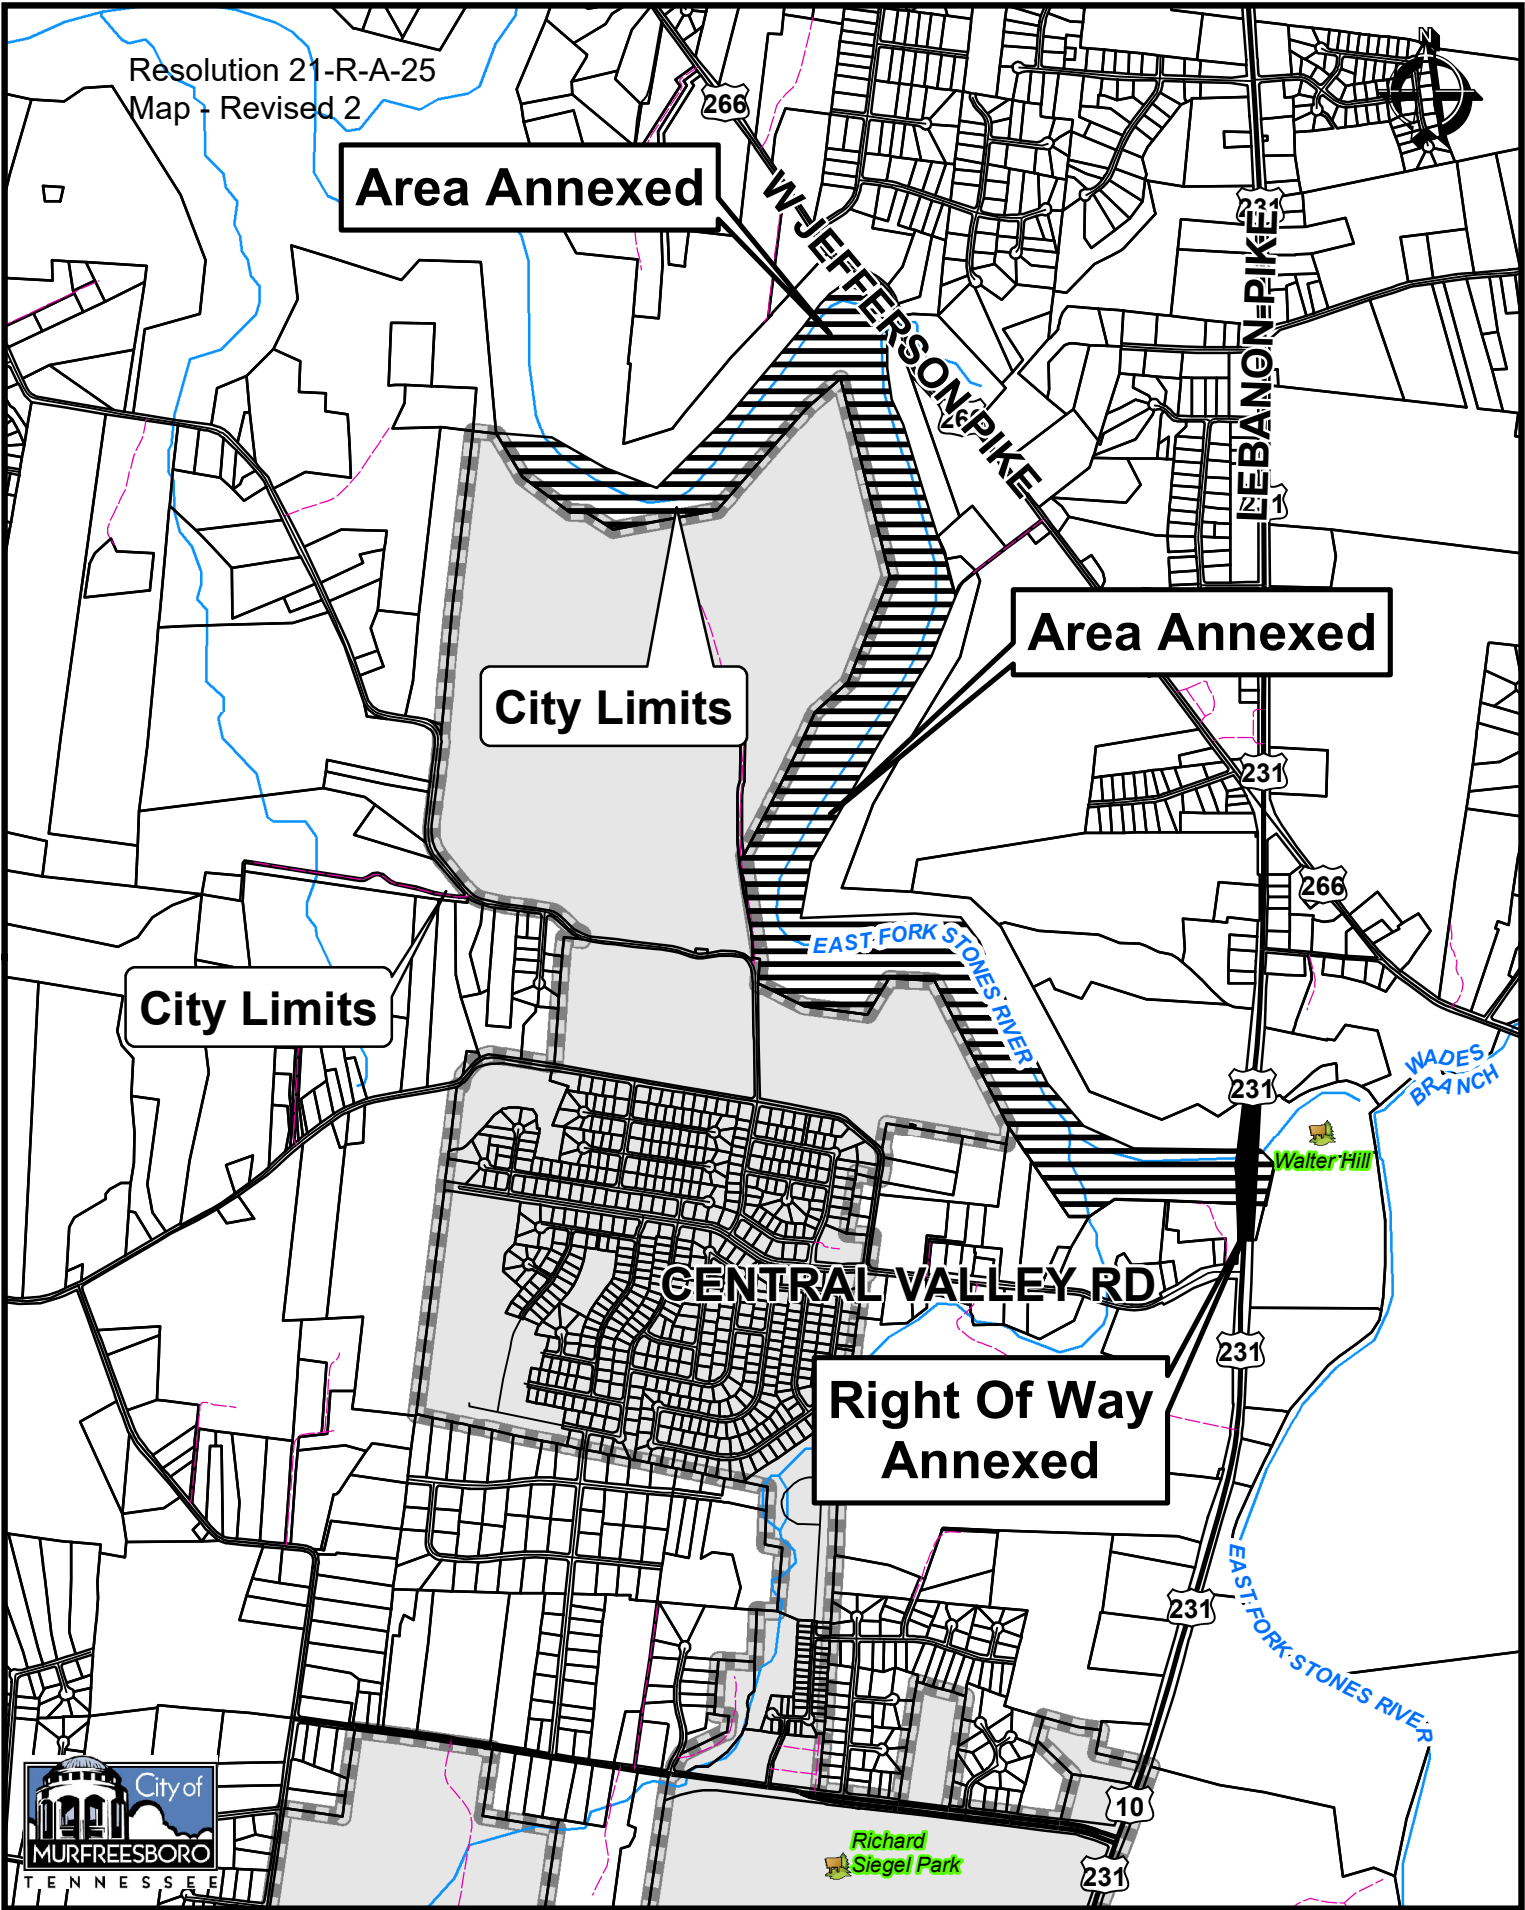 Resolution 21-R-A-25
Map - Revised 2
N
266
Area Annexed
W JEFFERSON PIKE
231
LEBANON PIKE
266
231
Area Annexed
City Limits
231
266
EAST FORK STONES RIVER
City Limits
WADES
BRANCH
231
Walter Hill
CENTRAL VALLEY RD
231
Right Of Way
Annexed
EAST FORK STONES RIVER
231
City of
MURFREESBORO
TENNESSEE
10
Richard
Siegel Park
231